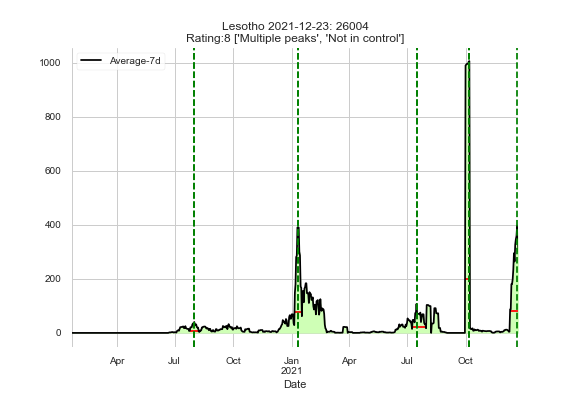 Lesotho 2021-12-23: 26004
Rating:8 ['Multiple peaks', 'Not in control']
Average-7d
1000
800
600
400
200
0
Apr Jul Oct Jan Apr Jul Oct
2021
Date